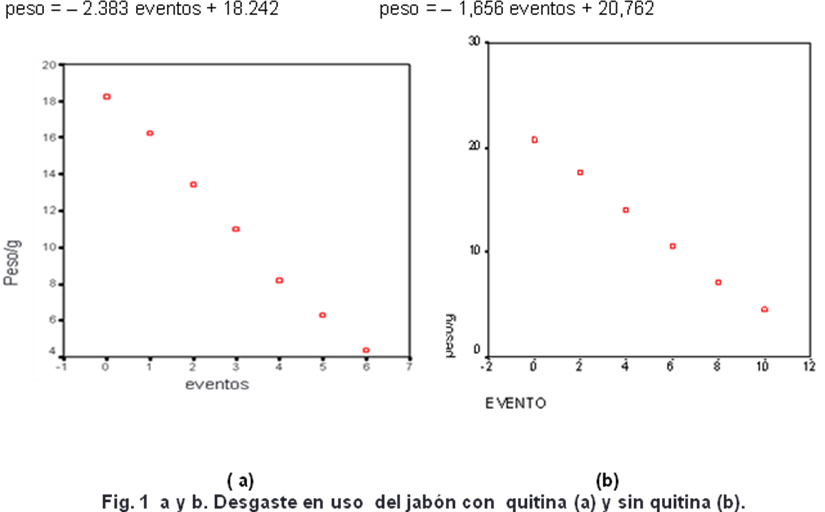 peso = – 2.383 eventos + 18.242
peso = – 1,656 eventos + 20,762
20
18
16
14
12
10
8
6
4
-1 0 1 2 3 4 5 6 7
Peso/g
eventos
30
20
10
0
-2 0 2 4 6 8 10 12
peso/g
EVENTO
( a)
(b)
Fig. 1 a y b. Desgaste en uso del jabón con quitina (a) y sin quitina (b).